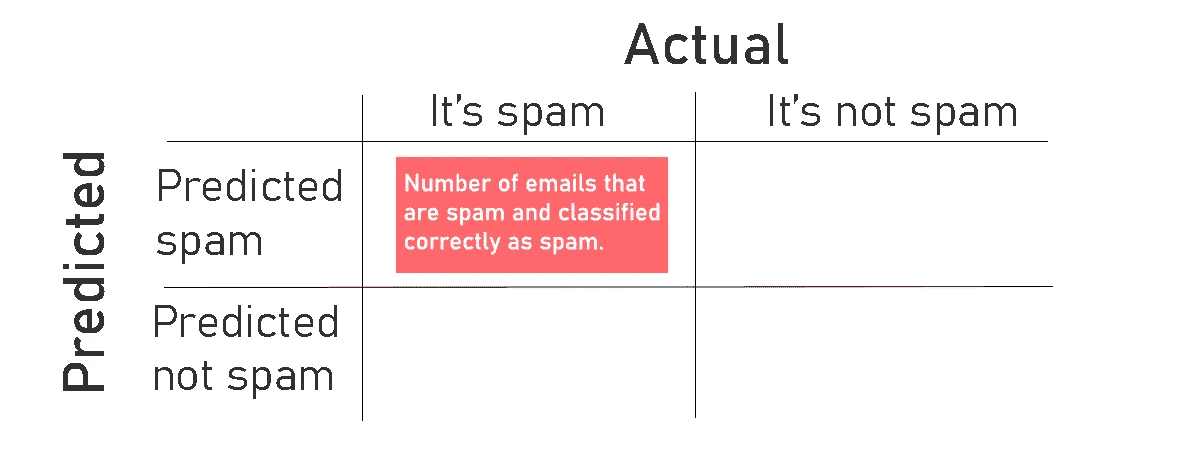 Actual
It's spam
It's not spam
Predicted
Predicted
spam
Number of emails that
are spam and classified
correctly as spam.
Predicted
not spam